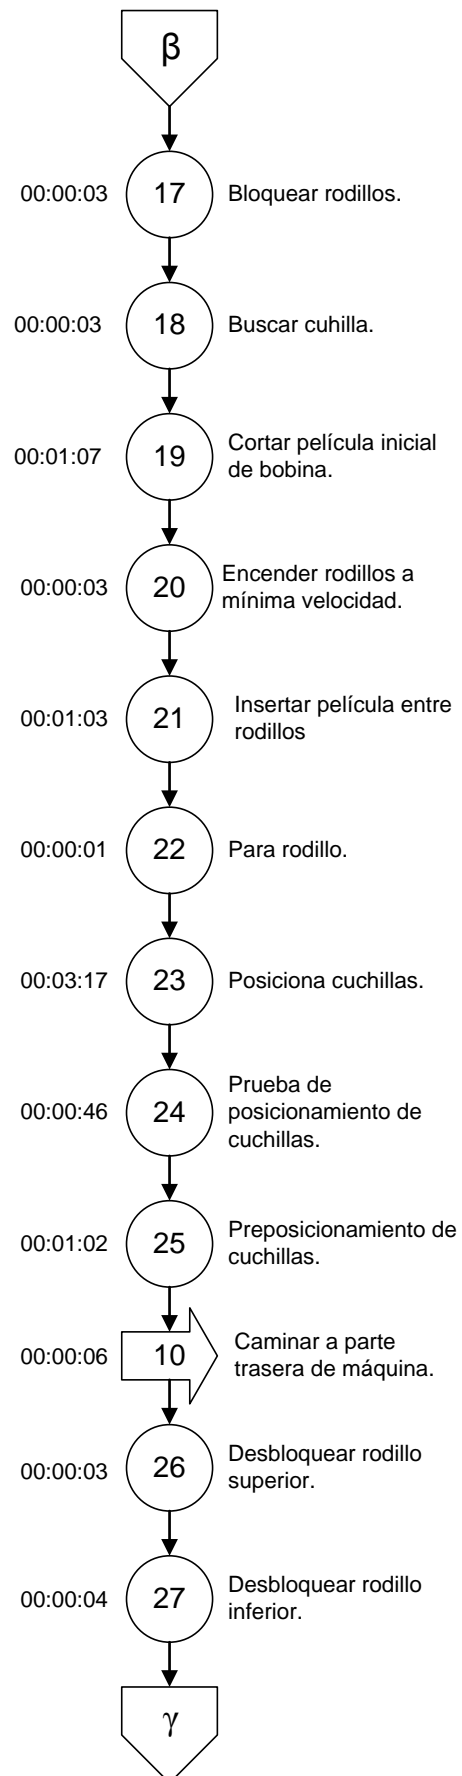 β
00:00:03 17 Bloquear rodillos.
00:00:03 18 Buscar cuhilla.
00:01:07 19 Cortar película inicial
de bobina.
00:00:03 20 Encender rodillos a
mínima velocidad.
00:01:03 21 Insertar película entre
rodillos
00:00:01 22 Para rodillo.
00:03:17 23 Posiciona cuchillas.
00:00:46 24 Prueba de
posicionamiento de
cuchillas.
00:01:02 25 Preposicionamiento de
cuchillas.
00:00:06 10 Caminar a parte
trasera de máquina.
00:00:03 26 Desbloquear rodillo
superior.
00:00:04 27 Desbloquear rodillo
inferior.
γ